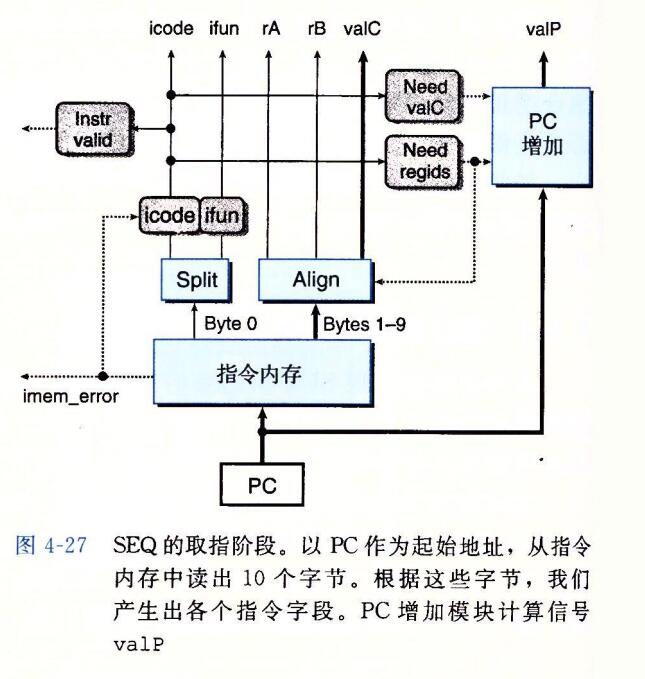 icode ifun rA rB valC valP
Need
valC
Instr
valid
PC
增加
Need
regids
icode ifun
Split
Align
Byte 0
Bytes 1–9
指令内存
imem_error
PC
图 4-27 SEQ 的取指阶段。以 PC 作为起始地址，从指令
内存中读出 10 个字节。根据这些字节，我们
产生出各个指令字段。PC 增加模块计算信号
valP